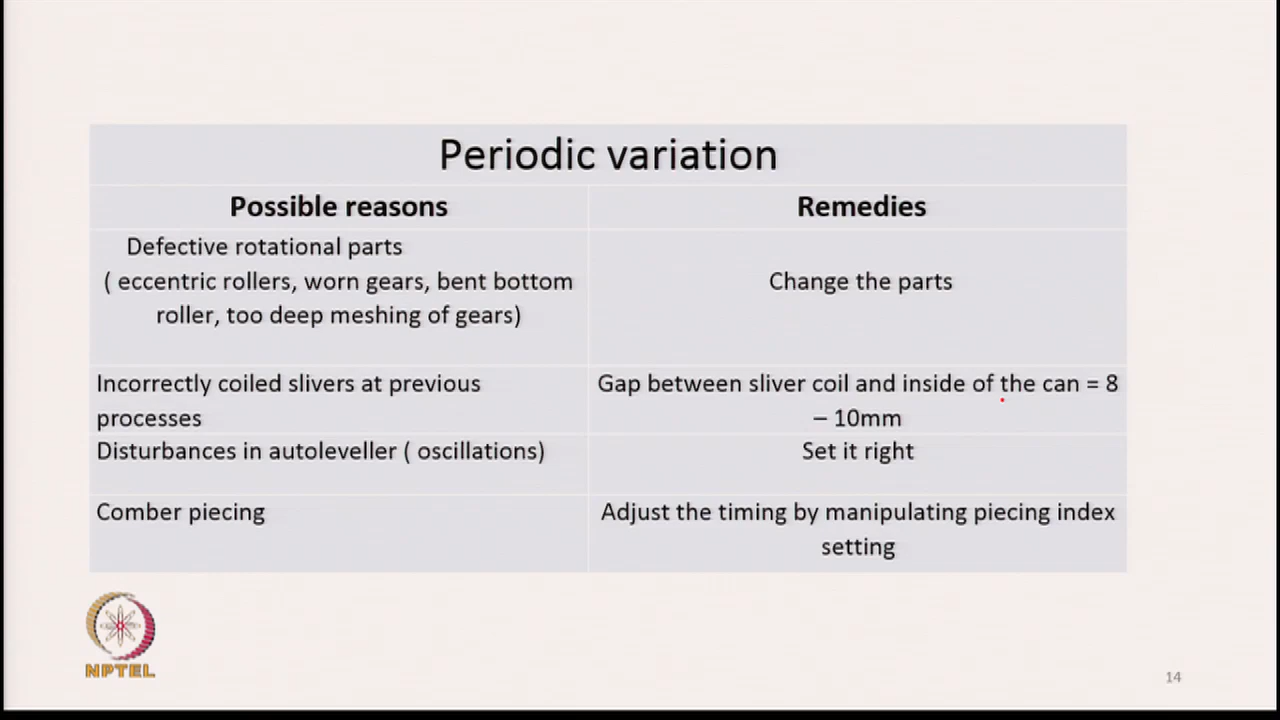 Periodic variation
Possible reasons
Remedies
Defective rotational parts
( eccentric rollers, worn gears, bent bottom
roller, too deep meshing of gears)
Change the parts
Incorrectly coiled slivers at previous
processes
Gap between sliver coil and inside of the can = 8
– 10mm
Disturbances in autoleveller ( oscillations)
Set it right
Comber piecing
Adjust the timing by manipulating piecing index
setting
NPTEL
14